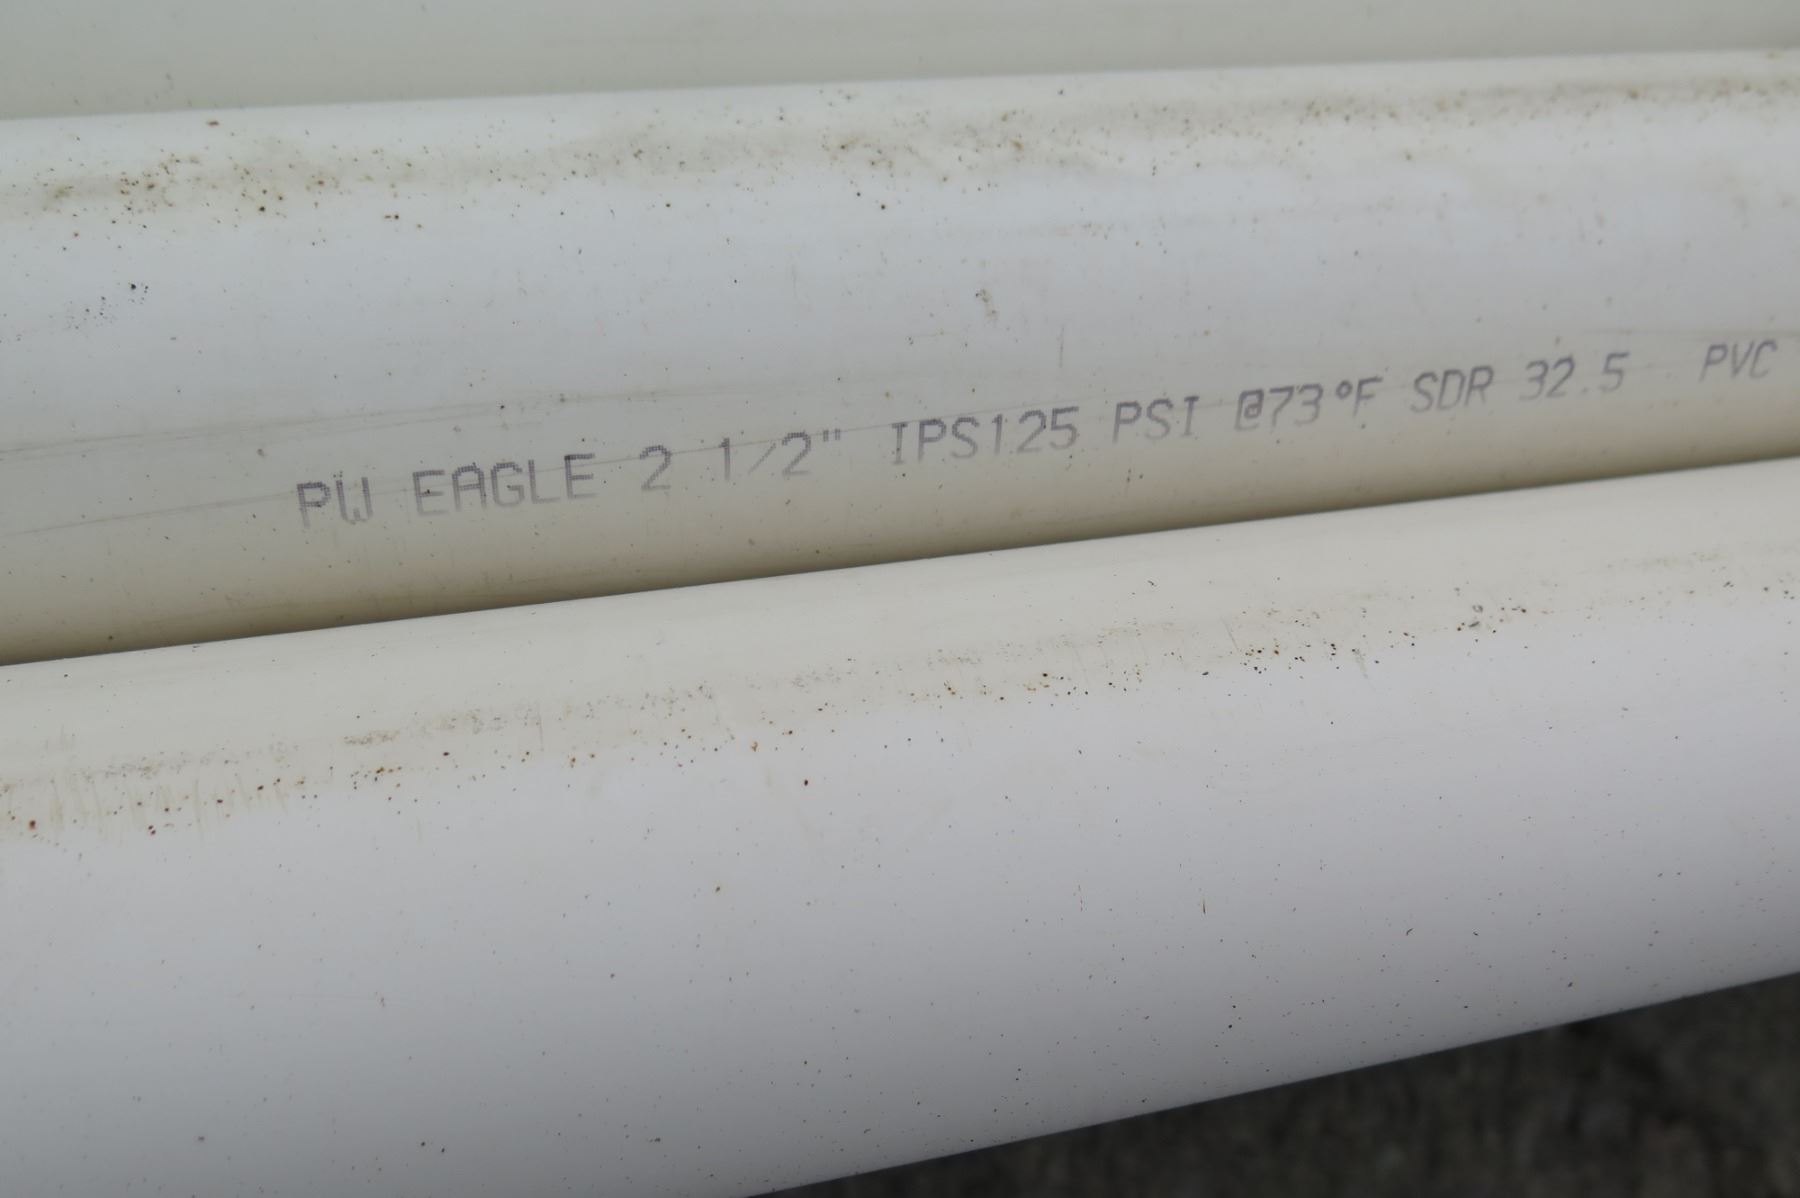 PW EAGLE 2 1/2" IPS125 PSI @73°F SDR 32.5 PVC